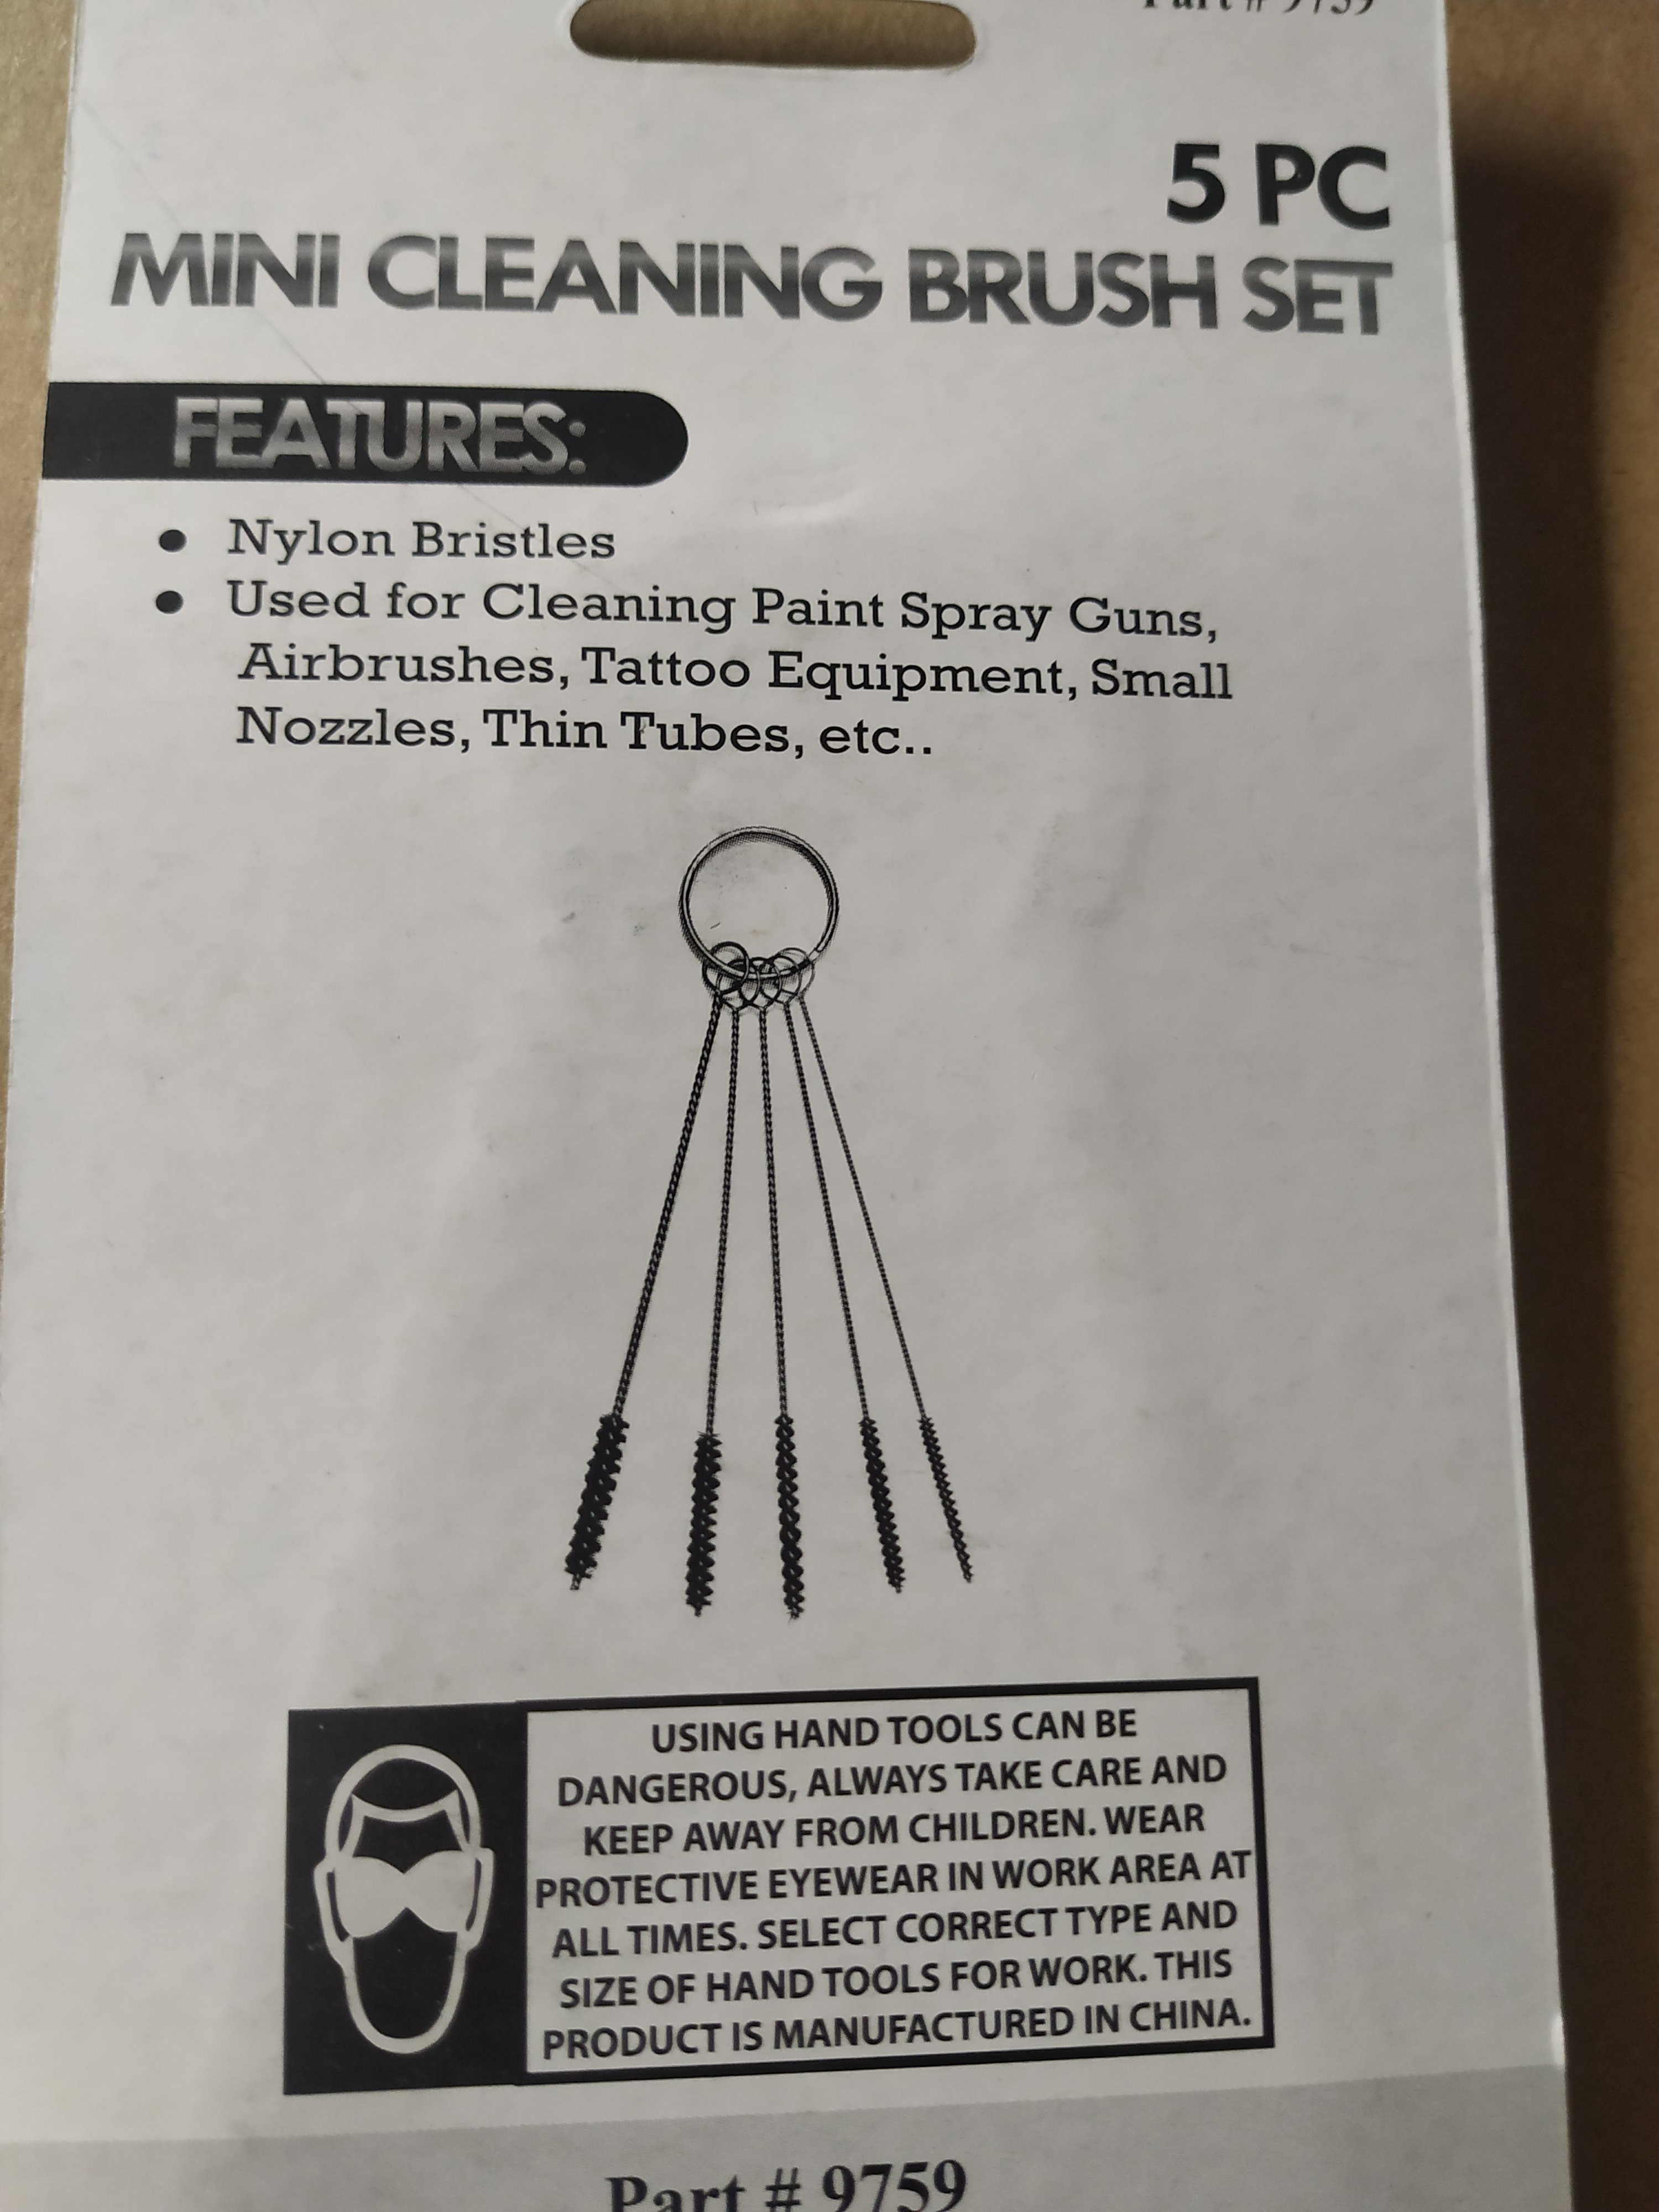 Part # 9759
5 PC
MINI CLEANING BRUSH SET
FEATURES:
• Nylon Bristles
• Used for Cleaning Paint Spray Guns,
Airbrushes, Tattoo Equipment, Small
Nozzles, Thin Tubes, etc..
USING HAND TOOLS CAN BE
DANGEROUS, ALWAYS TAKE CARE AND
KEEP AWAY FROM CHILDREN. WEAR
PROTECTIVE EYEWEAR IN WORK AREA AT
ALL TIMES. SELECT CORRECT TYPE AND
SIZE OF HAND TOOLS FOR WORK. THIS
PRODUCT IS MANUFACTURED IN CHINA.
Part # 9759